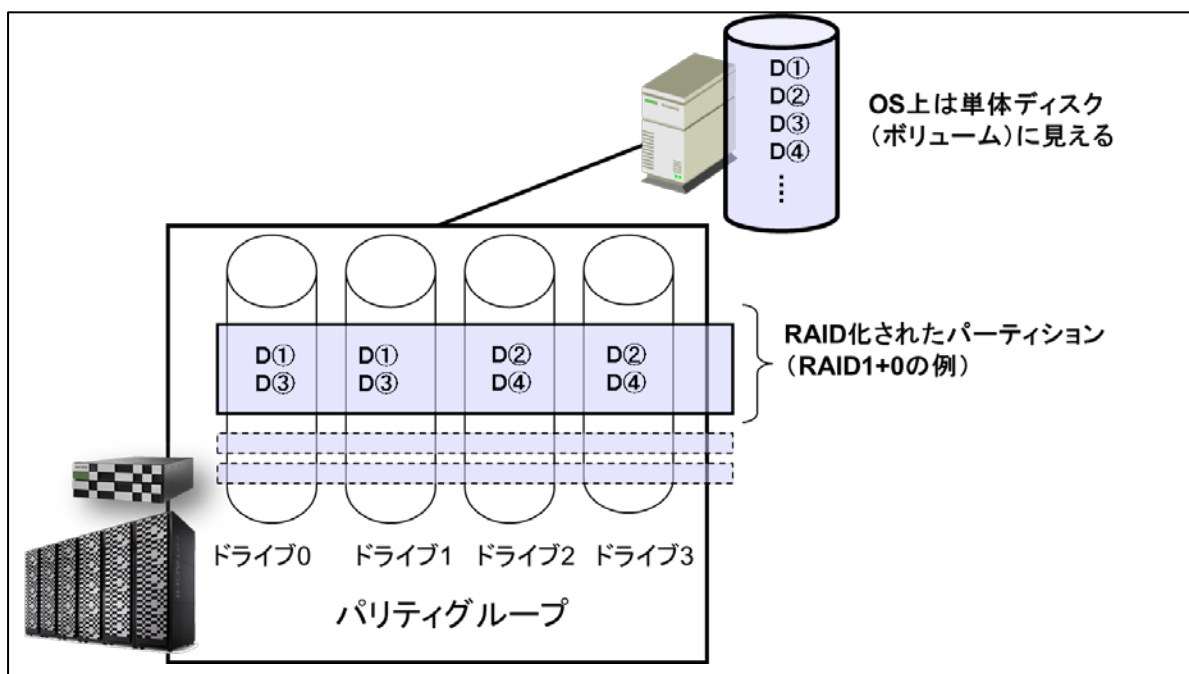 D①
D②
D③
D④
OS上は単体ディスク
（ボリューム）に見える
D① D① D② D②
D③ D③ D④ D④
RAID化されたパーティション
（RAID1+0の例）
ドライブ0 ドライブ1 ドライブ2 ドライブ3
パリティグループ